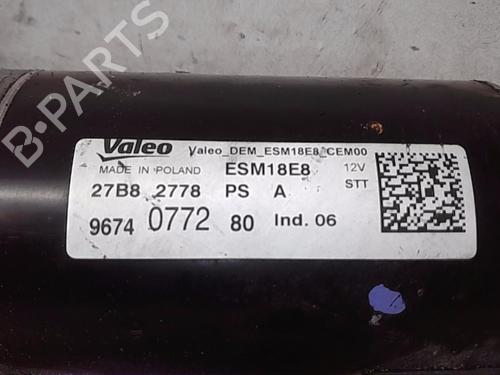 Valeo Valeo_DEM_ESM18E8_CEM00
MADE IN POLAND ESM18E8 12V
27B8 2778 PS A STT
9674 0772 80 Ind. 06
B-PARTS